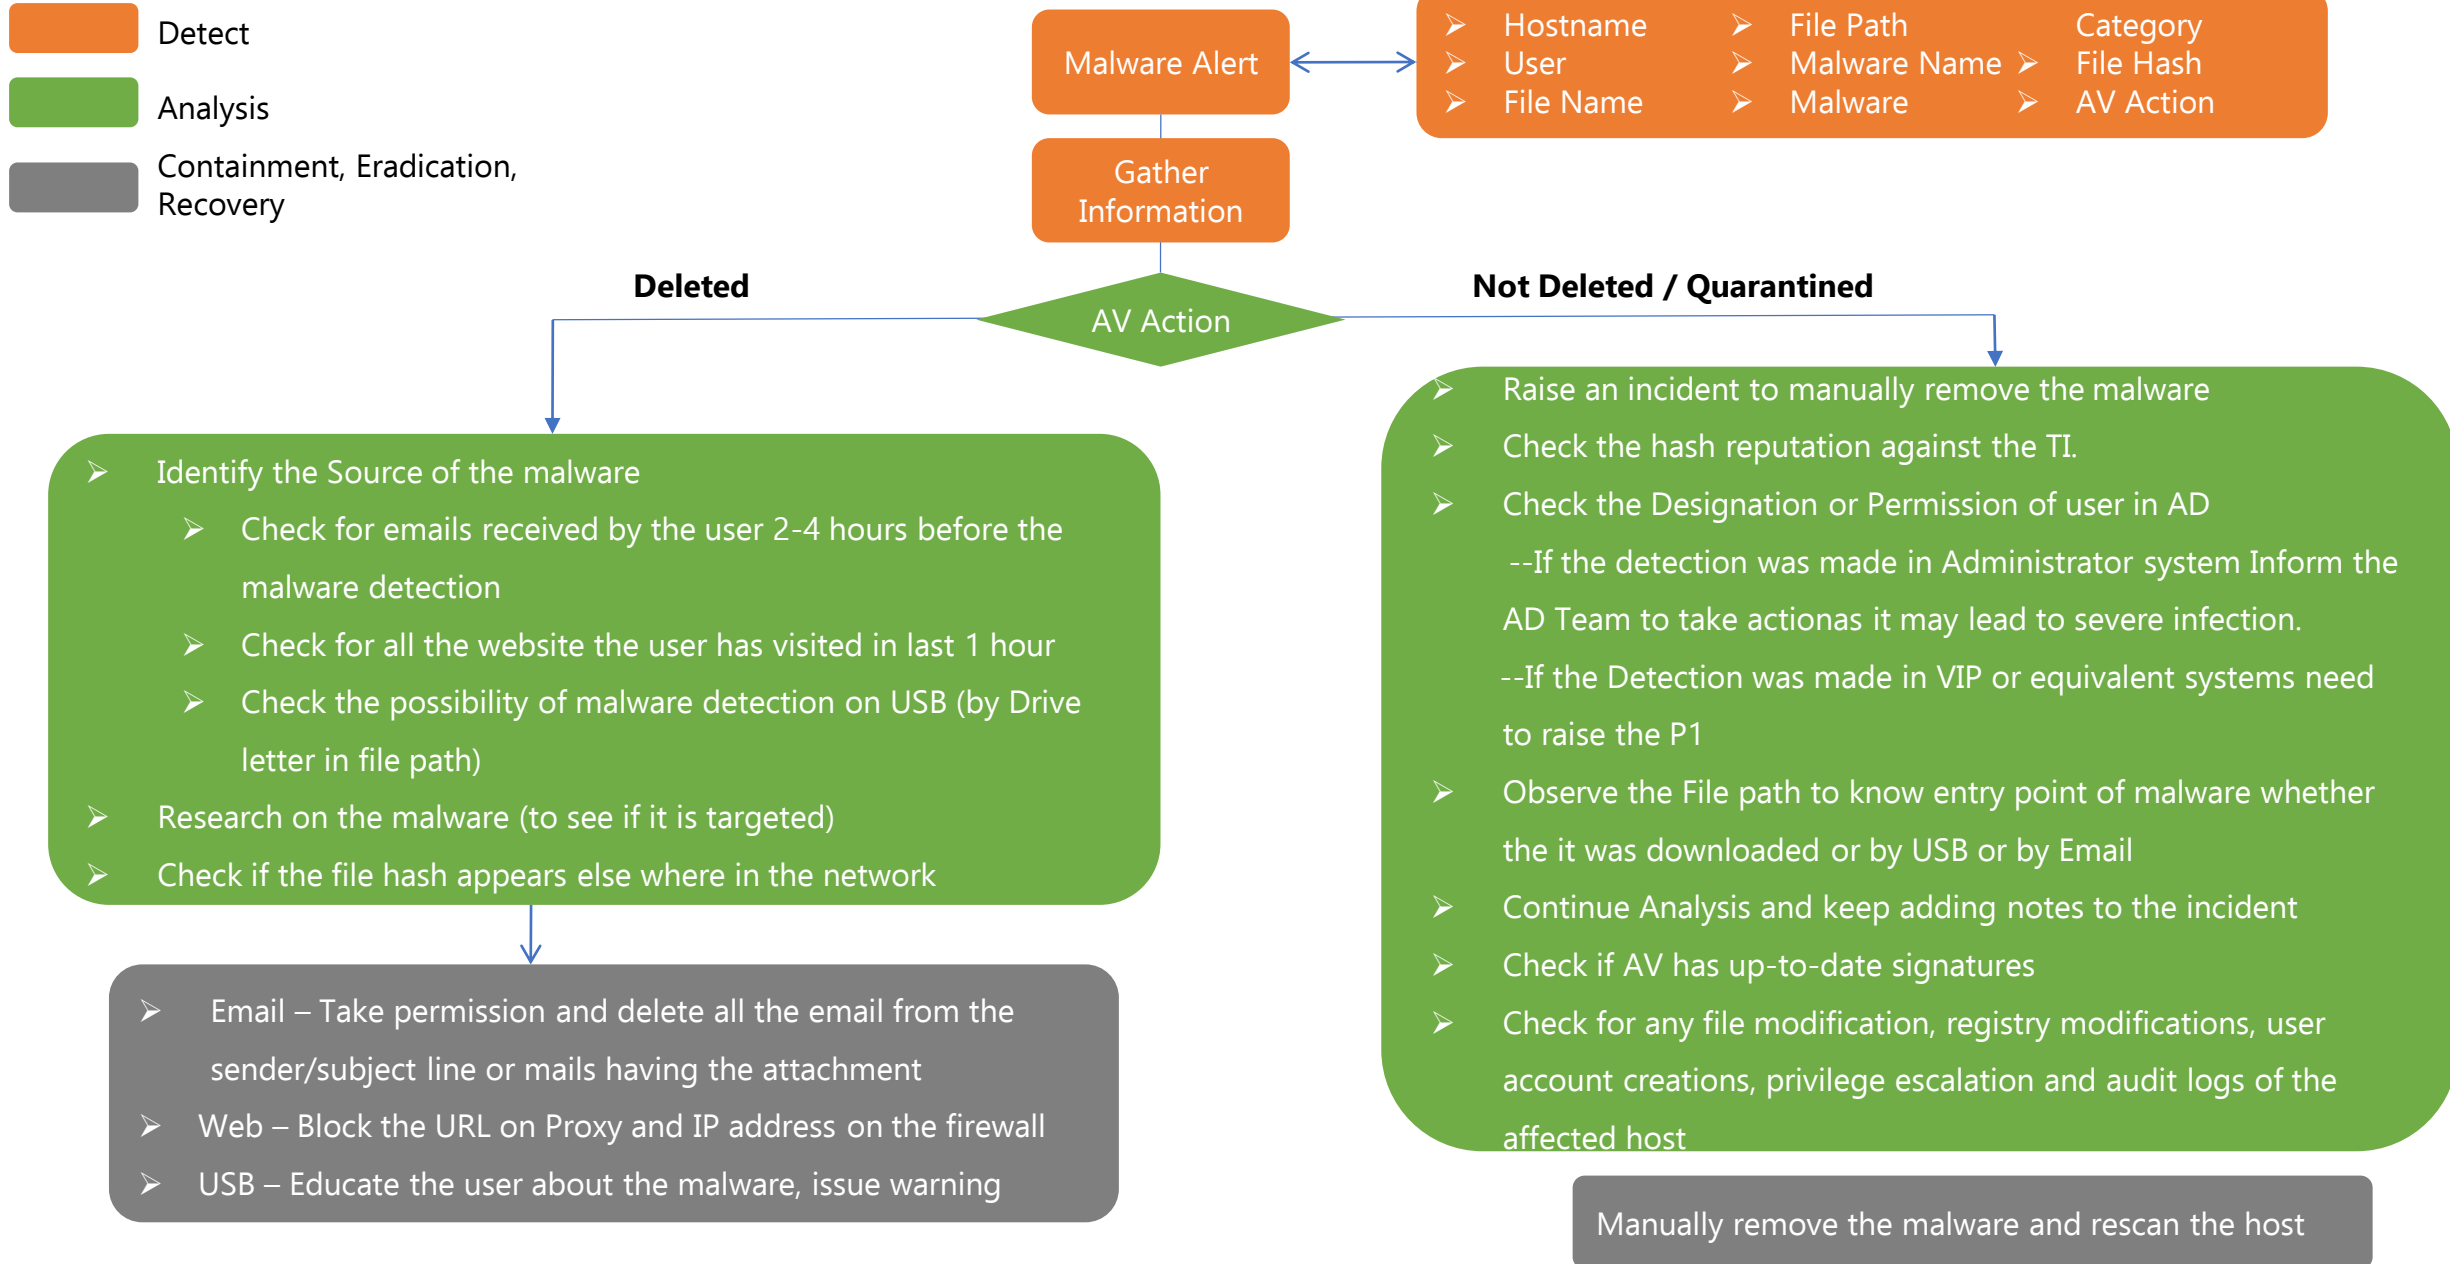 Detect
Analysis
Containment, Eradication,
Recovery
Malware Alert
Hostname
User
File Name
File Path
Malware Name
Malware
Category
File Hash
AV Action
Gather
Information
Deleted
AV Action
Not Deleted / Quarantined
Identify the Source of the malware
Check for emails received by the user 2-4 hours before the
malware detection
Check for all the website the user has visited in last 1 hour
Check the possibility of malware detection on USB (by Drive
letter in file path)
Research on the malware (to see if it is targeted)
Check if the file hash appears else where in the network
Email – Take permission and delete all the email from the
sender/subject line or mails having the attachment
Web – Block the URL on Proxy and IP address on the firewall
USB – Educate the user about the malware, issue warning
Raise an incident to manually remove the malware
Check the hash reputation against the TI.
Check the Designation or Permission of user in AD
--If the detection was made in Administrator system Inform the
AD Team to take actionas it may lead to severe infection.
--If the Detection was made in VIP or equivalent systems need
to raise the P1
Observe the File path to know entry point of malware whether
the it was downloaded or by USB or by Email
Continue Analysis and keep adding notes to the incident
Check if AV has up-to-date signatures
Check for any file modification, registry modifications, user
account creations, privilege escalation and audit logs of the
affected host
Manually remove the malware and rescan the host